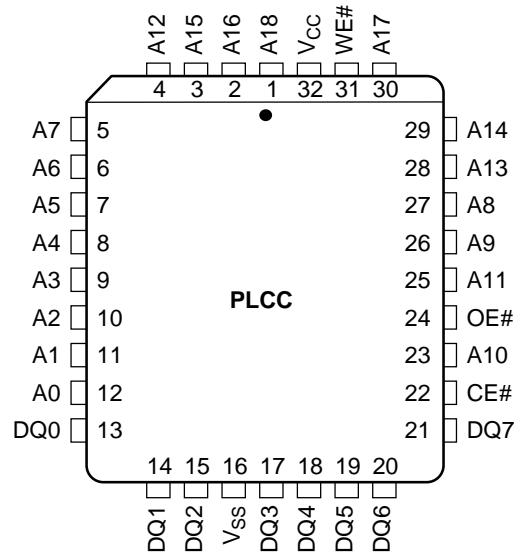 A12 A15 A16 A18 VCC WE# A17
4 3 2 1 32 31 30
A7 5 29 A14
A6 6 28 A13
A5 7 27 A8
A4 8 26 A9
A3 9 25 A11
PLCC
A2 10 24 OE#
A1 11 23 A10
A0 12 22 CE#
DQ0 13 21 DQ7
14 15 16 17 18 19 20
DQ1 DQ2 VSS DQ3 DQ4 DQ5 DQ6